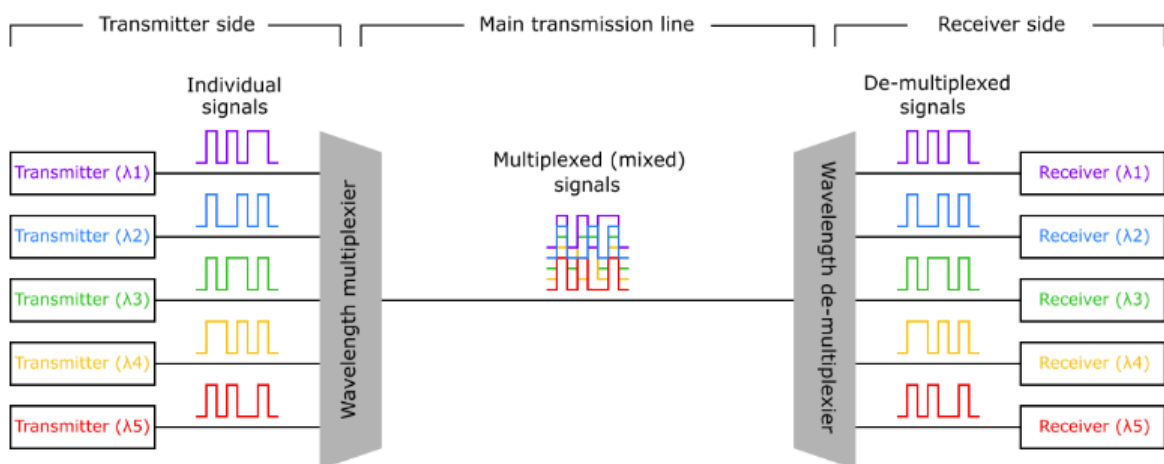 Transmitter side
Main transmission line
Receiver side
Individual
signals
De-multiplexed
signals
Multiplexed (mixed)
signals
Transmitter (λ1)
Transmitter (λ2)
Transmitter (λ3)
Transmitter (λ4)
Transmitter (λ5)
Wavelength multiplexier
Wavelength de-multiplexier
Receiver (λ1)
Receiver (λ2)
Receiver (λ3)
Receiver (λ4)
Receiver (λ5)